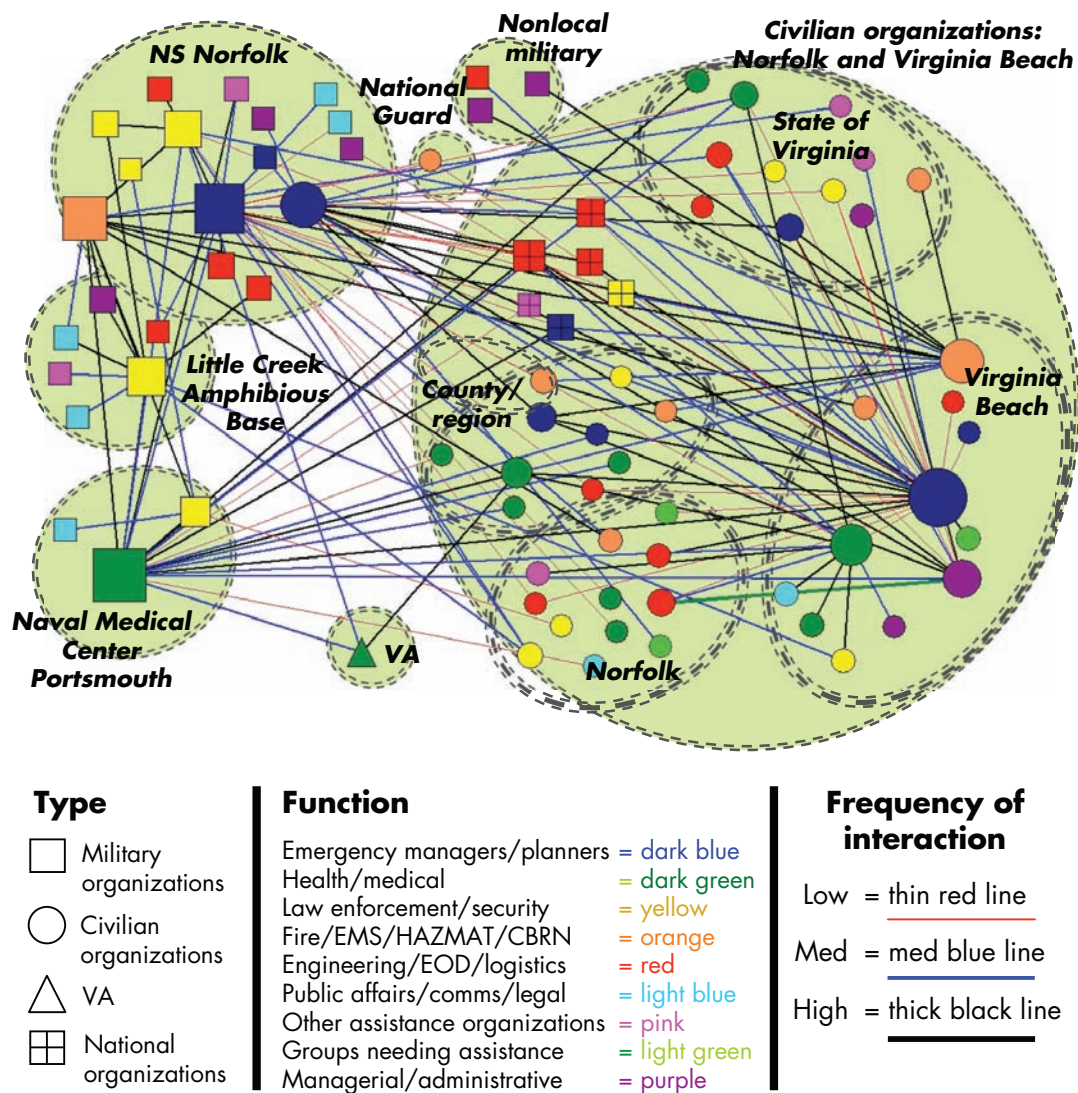 NS Norfolk
Nonlocal
military
National
Guard
Civilian organizations:
Norfolk and Virginia Beach
State of
Virginia
Little Creek
Amphibious
Base
County/
region
Virginia
Beach
Naval Medical
Center
Portsmouth
VA
Norfolk
Type
Military
organizations
Civilian
organizations
VA
National
organizations
Function
Emergency managers/planners = dark blue
Health/medical = dark green
Law enforcement/security = yellow
Fire/EMS/HAZMAT/CBRN = orange
Engineering/EOD/logistics = red
Public affairs/comms/legal = light blue
Other assistance organizations = pink
Groups needing assistance = light green
Managerial/administrative = purple
Frequency of
interaction
Low = thin red line
Med = med blue line
High = thick black line